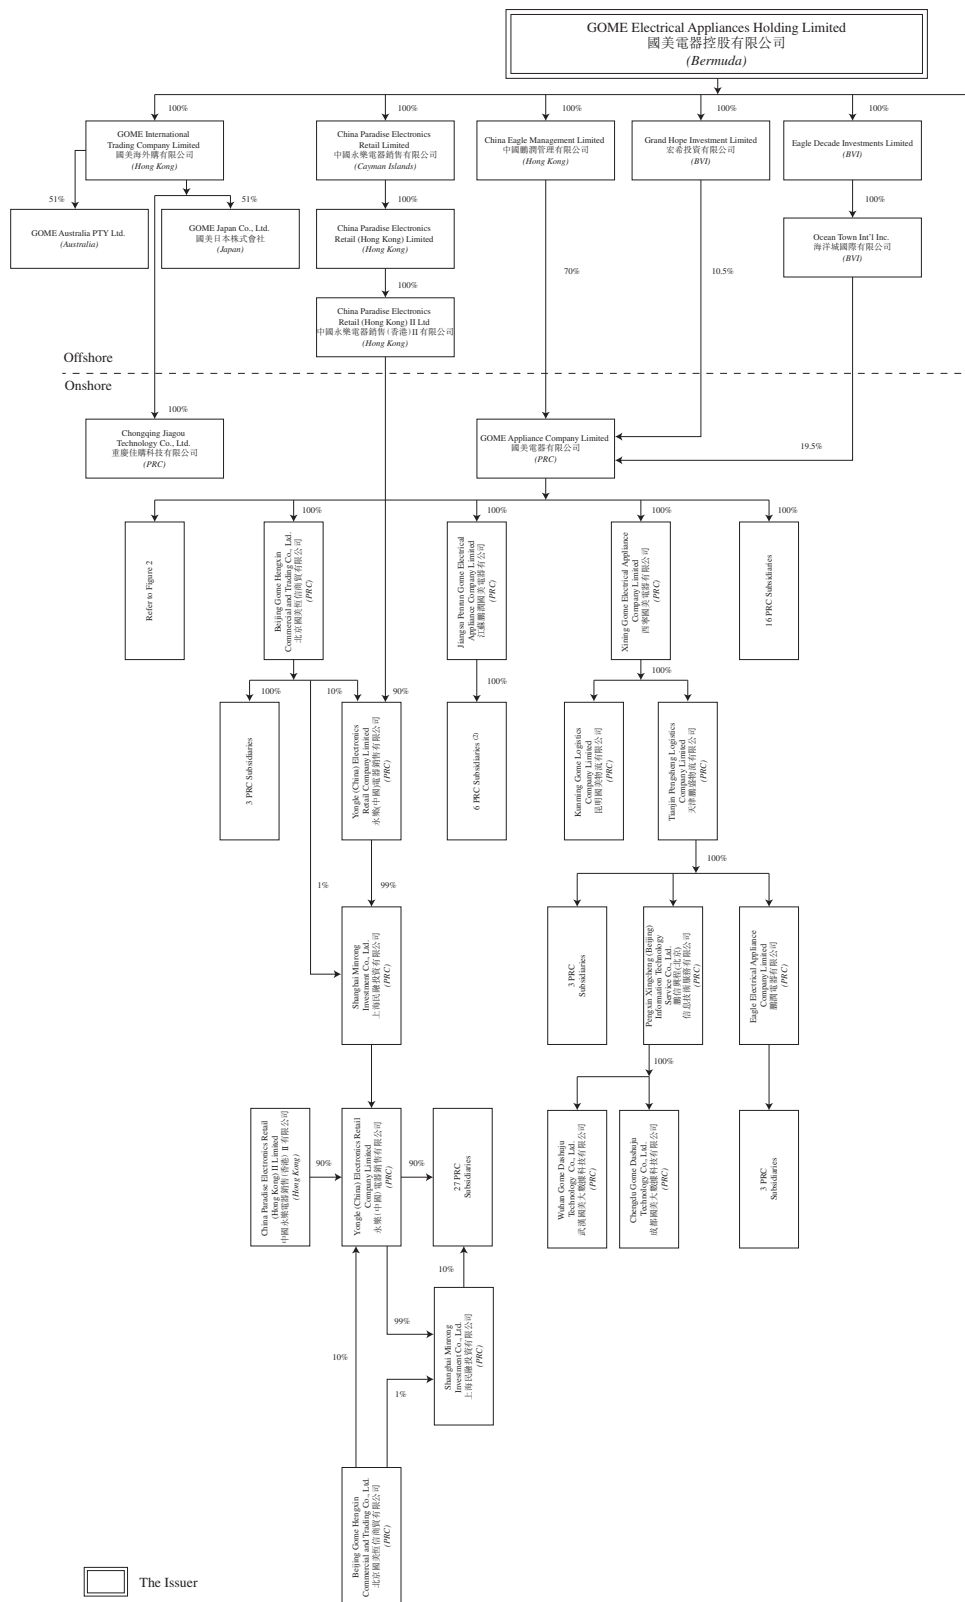 GOME Electrical Appliances Holding Limited
國美電器控股有限公司
(Bermuda)
100%
100%
100%
100%
100%
GOME International
Trading Company Limited
國美海外購有限公司
(Hong Kong)
China Paradise Electronics
Retail Limited
中國永樂電器銷售有限公司
(Cayman Islands)
China Eagle Management Limited
中國鵬潤管理有限公司
(Hong Kong)
Grand Hope Investment Limited
宏希投資有限公司
(BVI)
Eagle Decade Investments Limited
(BVI)
51%
51%
100%
100%
GOME Australia PTY Ltd.
(Australia)
GOME Japan Co., Ltd.
國美日本株式會社
(Japan)
China Paradise Electronics
Retail (Hong Kong) Limited
(Hong Kong)
Ocean Town Int'l Inc.
海洋城國際有限公司
(BVI)
70%
10.5%
100%
China Paradise Electronics
Retail (Hong Kong) II Ltd
中國永樂電器銷售(香港)II有限公司
(Hong Kong)
Offshore
Onshore
100%
Chongqing Jiagou
Technology Co., Ltd.
重慶佳購科技有限公司
(PRC)
GOME Appliance Company Limited
國美電器有限公司
(PRC)
19.5%
100%
100%
100%
100%
Refer to Figure 2
Beijing Gome Hengxin
Commercial and Trading Co., Ltd.
北京國美恆信商貿有限公司
(PRC)
Jiangsu Penrun Gome Electrical
Appliance Company Limited
江蘇鵬潤國美電器有公司
(PRC)
Xining Gome Electrical Appliance
Company Limited
西寧國美電器有限公司
(PRC)
16 PRC Subsidiaries
100%
10%
90%
100%
100%
3 PRC Subsidiaries
Yongle (China) Electronics
Retail Company Limited
永樂(中國)電器銷售有限公司
(PRC)
6 PRC Subsidiaries (2)
Kunming Gome Logistics
Company Limited
昆明國美物流有限公司
(PRC)
Tianjin Pengsheng Logistics
Company Limited
天津鵬盛物流有限公司
(PRC)
1%
99%
100%
Shanghai Minrong
Investment Co., Ltd.
上海民融投資有限公司
(PRC)
3 PRC
Subsidiaries
Pengxin Xingcheng (Beijing)
Information Technology
Service Co., Ltd.
鵬信興程(北京)
信息技術服務有限公司
(PRC)
Eagle Electrical Appliance
Company Limited
鵬潤電器有限公司
(PRC)
100%
China Paradise Electronics Retail
(Hong Kong) II Limited
中國永樂電器銷售(香港) II 有限公司
(Hong Kong)
90%
Yongle (China) Electronics Retail
Company Limited
永樂(中國) 電器銷售有限公司
(PRC)
90%
27 PRC
Subsidiaries
Wuhan Gome Dashuju
Technology Co., Ltd.
武漢國美大數據科技有限公司
(PRC)
Chengdu Gome Dashuju
Technology Co., Ltd.
成都國美大數據科技有限公司
(PRC)
3 PRC
Subsidiaries
10%
99%
10%
1%
Shanghai Minrong
Investment Co., Ltd.
上海民融投資有限公司
(PRC)
Beijing Gome Hengxin
Commercial and Trading Co., Ltd.
北京國美恆信商貿有限公司
(PRC)
The Issuer